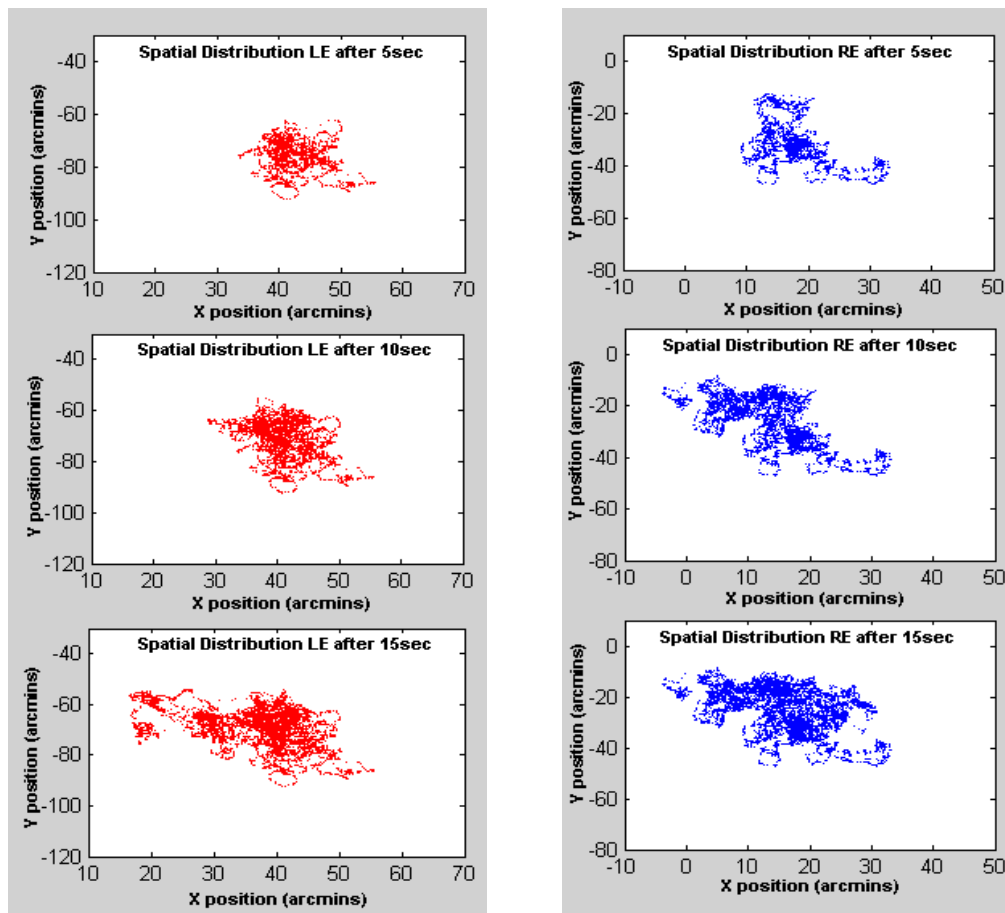 Spatial Distribution LE after 5sec
-40
-60
-80
-100
-120
Y position (arcmins)
10 20 30 40 50 60 70
X position (arcmins)
Spatial Distribution RE after 5sec
0
-20
-40
-60
-80
Y position (arcmins)
-10 0 10 20 30 40 50
X position (arcmins)
Spatial Distribution LE after 10sec
-40
-60
-80
-100
-120
Y position (arcmins)
10 20 30 40 50 60 70
X position (arcmins)
Spatial Distribution RE after 10sec
0
-20
-40
-60
-80
Y position (arcmins)
-10 0 10 20 30 40 50
X position (arcmins)
Spatial Distribution LE after 15sec
-40
-60
-80
-100
-120
Y position (arcmins)
10 20 30 40 50 60 70
X position (arcmins)
Spatial Distribution RE after 15sec
0
-20
-40
-60
-80
Y position (arcmins)
-10 0 10 20 30 40 50
X position (arcmins)